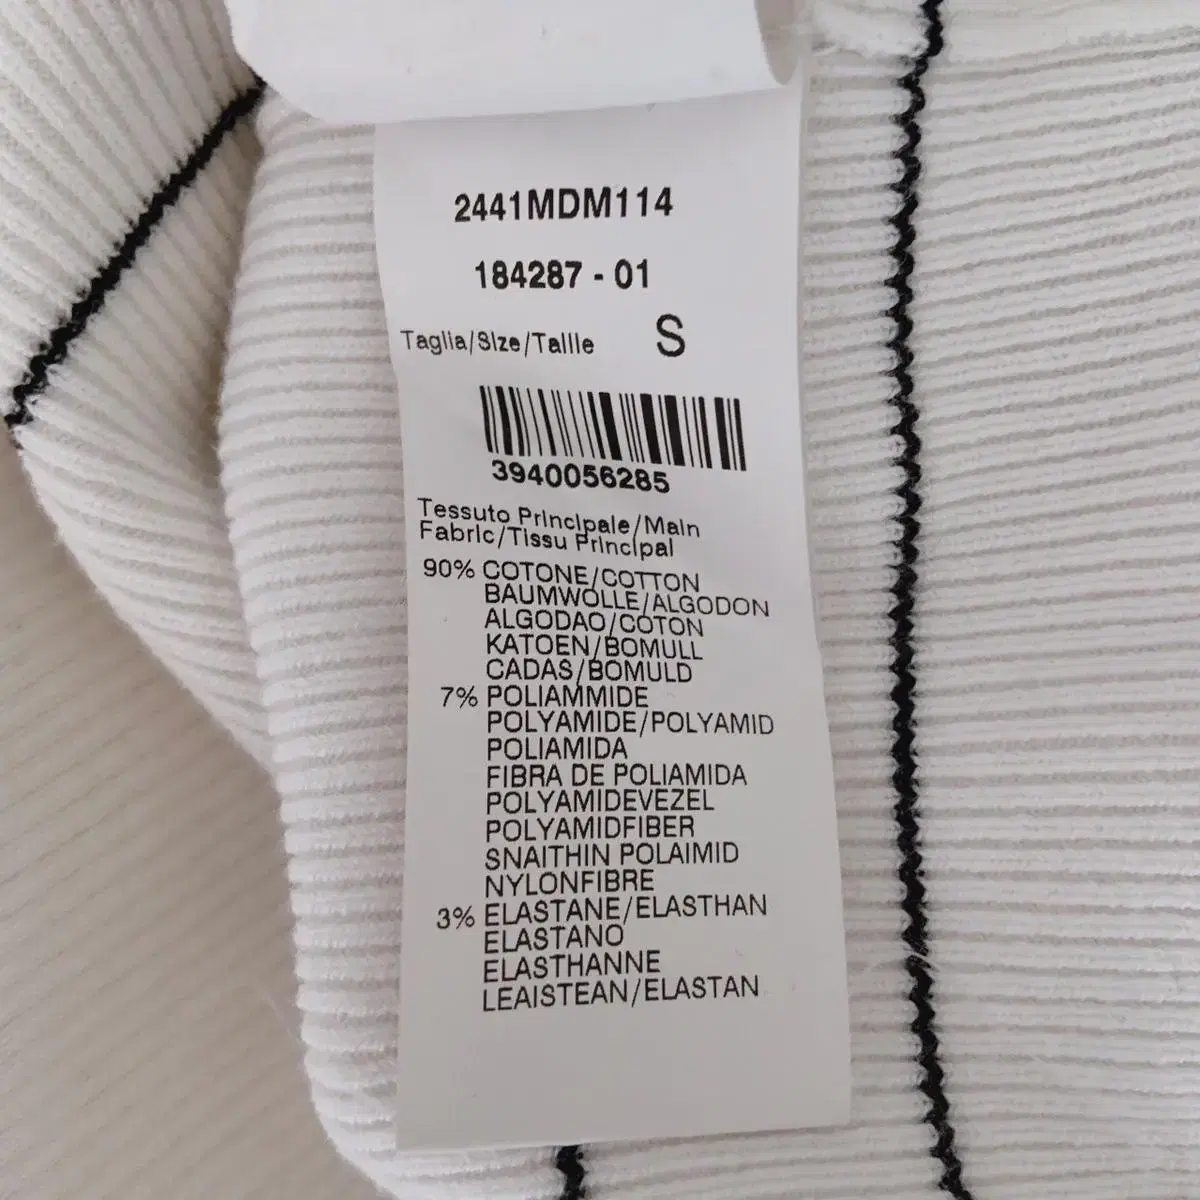 2441MDM114
184287 - 01
Taglia/Size/Taille S
3940056285
Tessuto Principale/Main
Fabric/Tissu Principal
90% COTONE/COTTON
BAUMWOLLE/ALGODON
ALGODAO/COTON
KATOEN/BOMULL
CADAS/BOMULD
7% POLIAMMIDE
POLYAMIDE/POLYAMID
POLIAMIDA
FIBRA DE POLIAMIDA
POLYAMIDEVEZEL
POLYAMIDFIBER
SNAITHIN POLAIMID
NYLONFIBRE
3% ELASTANE/ELASTHAN
ELASTANO
ELASTHANNE
LEAISTEAN/ELASTAN